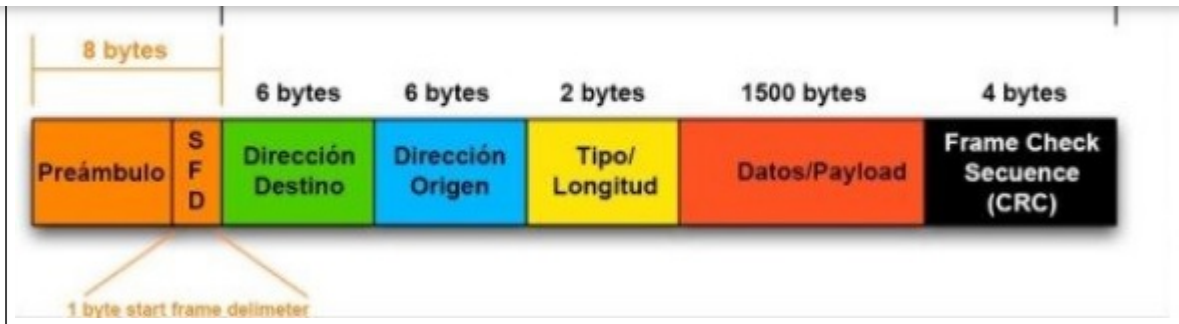 8 bytes
6 bytes 6 bytes 2 bytes 1500 bytes 4 bytes
Preámbulo
S
F
D
Dirección
Destino
Dirección
Origen
Tipo/
Longitud
Datos/Payload
Frame Check
Secuence
(CRC)
1 byte start frame delimeter